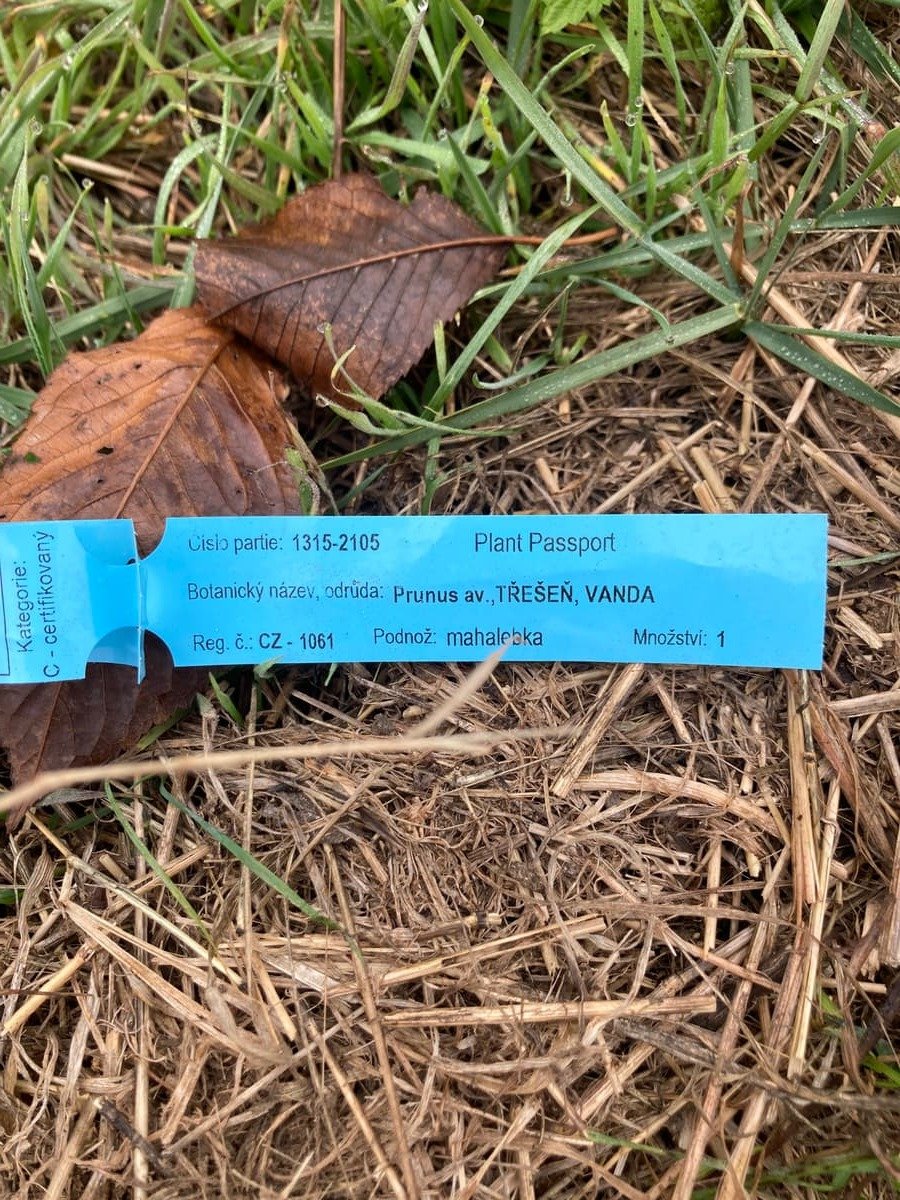 Kategorie:
C - certifikovaný
Číslo partie: 1315-2105 Plant Passport
Botanický název, odrůda: Prunus av.,TŘEŠEŇ, VANDA
Reg. č.: CZ - 1061 Podnož: mahalebka Množství: 1